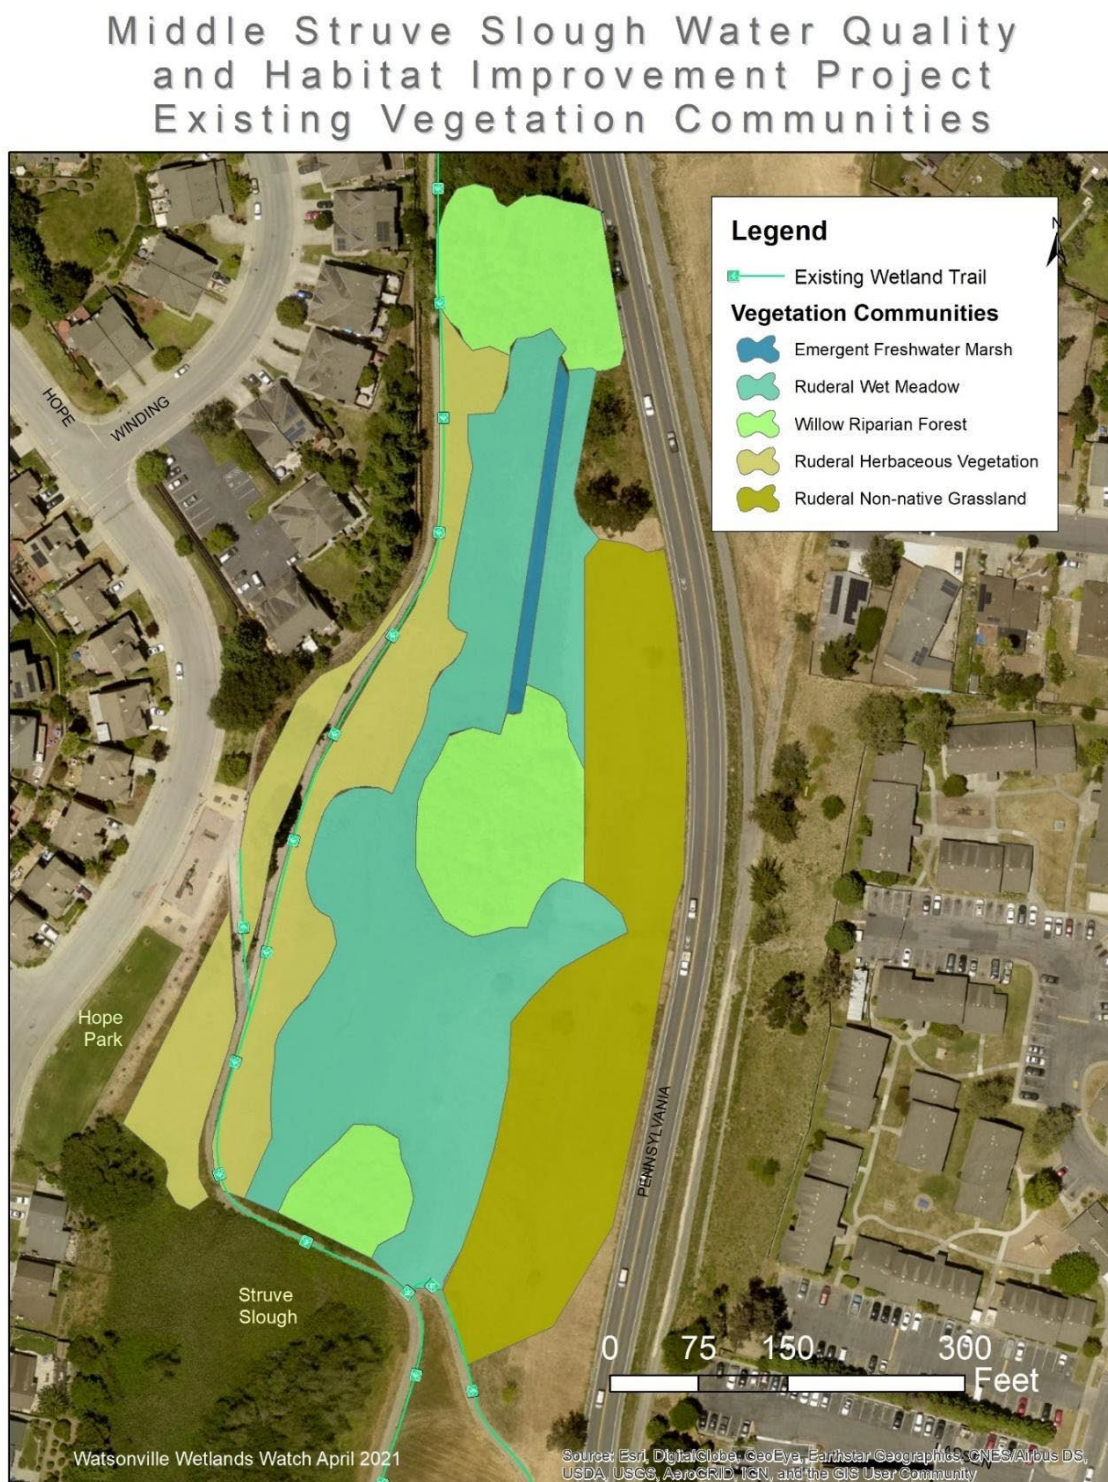 Middle Struve Slough Water Quality
and Habitat Improvement Project
Existing Vegetation Communities
Legend
N
Existing Wetland Trail
Vegetation Communities
Emergent Freshwater Marsh
Ruderal Wet Meadow
Willow Riparian Forest
Ruderal Herbaceous Vegetation
Ruderal Non-native Grassland
HOPE
WINDING
Hope
Park
PENNSYLVANIA
Struve
Slough
0 75 150 300
Feet
Watsonville Wetlands Watch April 2021
Source: Esri, DigitalGlobe, GeoEye, Earthstar Geographics, CNES/Airbus DS,
USDA, USGS, AeroGRID, IGN, and the GIS User Community